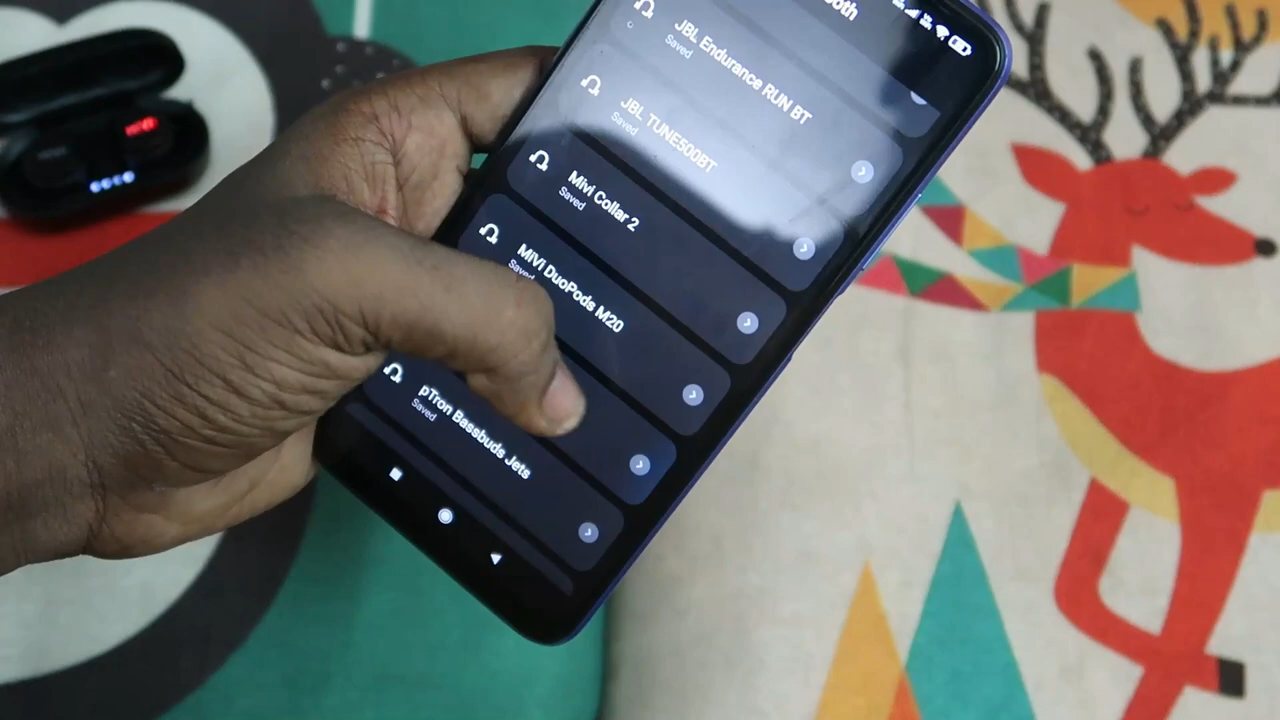 JBL Endurance RUN BT
Saved
JBL TUNE500BT
Saved
Mivi Collar 2
Saved
MIVI DuoPods M20
Saved
pTron Bassbuds Jets
Saved